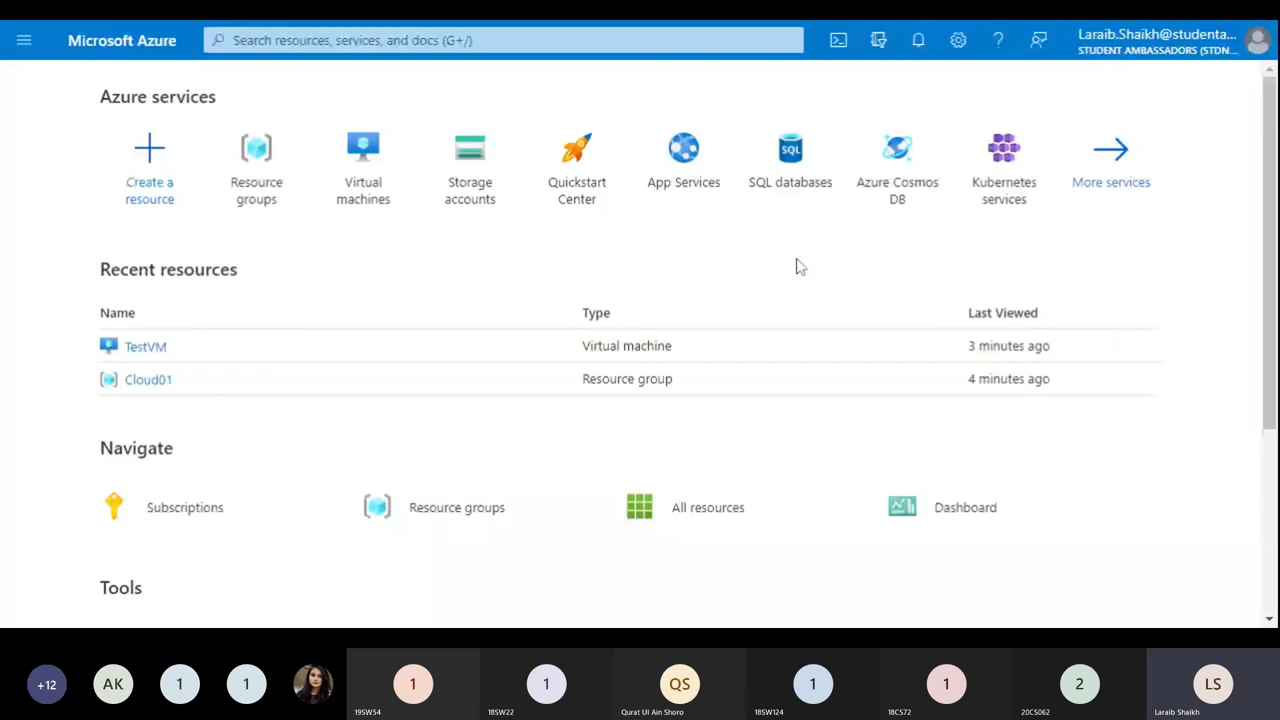 Microsoft Azure
Search resources, services, and docs (G+/)
Laraib.Shaikh@studenta...
STUDENT AMBASSADORS (STDN...
Azure services
Create a resource
Resource groups
Virtual machines
Storage accounts
Quickstart Center
App Services
SQL
SQL databases
Azure Cosmos DB
Kubernetes services
More services
Recent resources
Name Type Last Viewed
TestVM Virtual machine 3 minutes ago
Cloud01 Resource group 4 minutes ago
Navigate
Subscriptions Resource groups All resources Dashboard
Tools
+12 AK 1 1 1 1 QS 1 1 2 LS
19SW54 18SW22 Qurat Ul Ain Shoro 18SW124 18CS72 20CS062 Laraib Shaikh